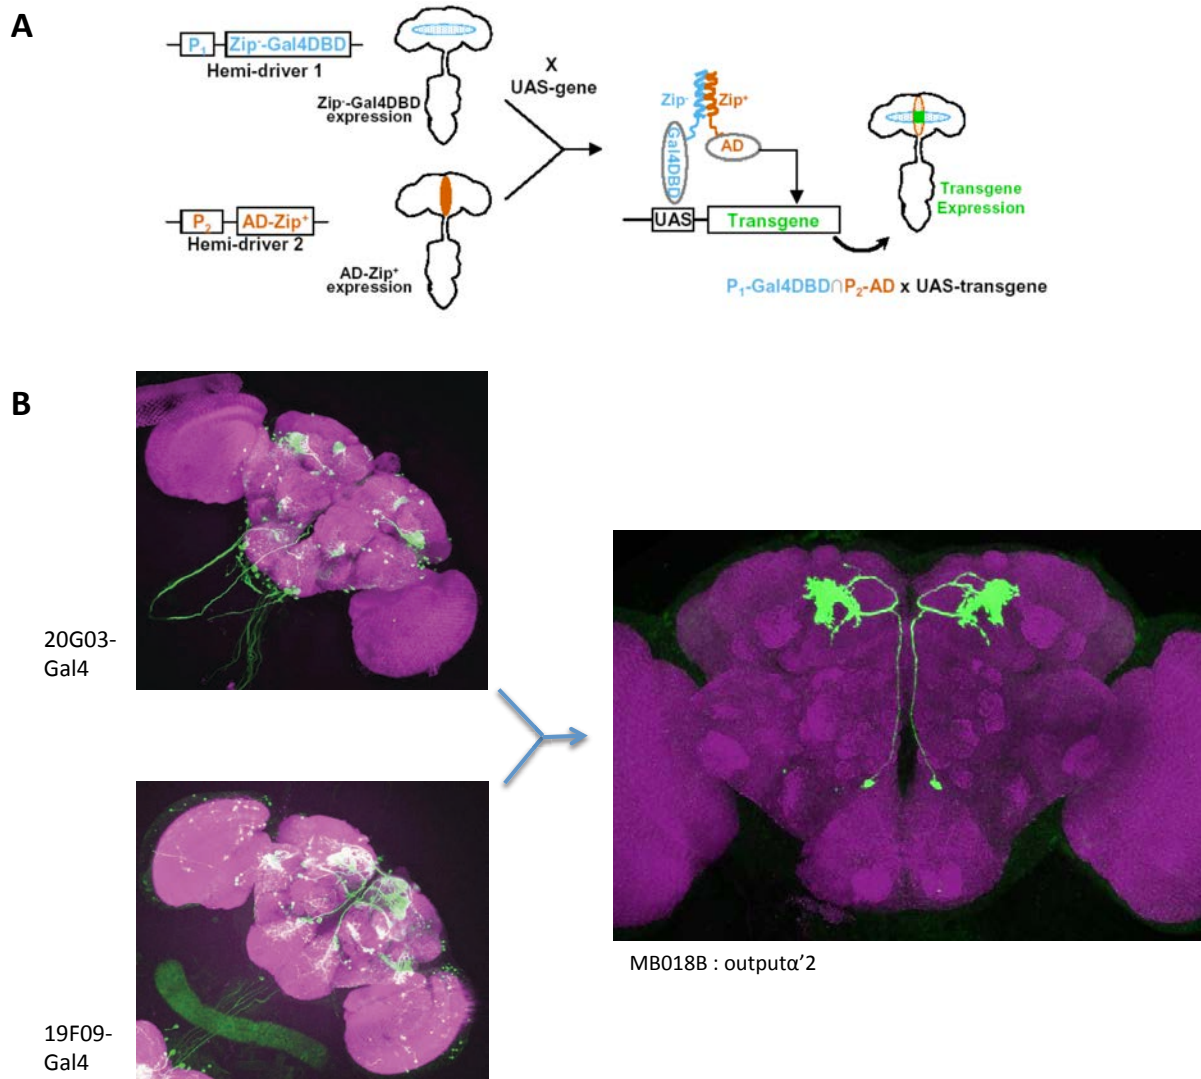 A
P₁ Zip⁻-Gal4DBD
Hemi-driver 1
Zip⁻-Gal4DBD
expression
P₂ AD-Zip⁺
Hemi-driver 2
AD-Zip⁺
expression
X
UAS-gene
Zip⁻ Zip⁺
Gal4DBD
AD
UAS Transgene
Transgene
Expression
P₁-Gal4DBD∩P₂-AD x UAS-transgene
B
20G03-
Gal4
19F09-
Gal4
MB018B : outputα’2